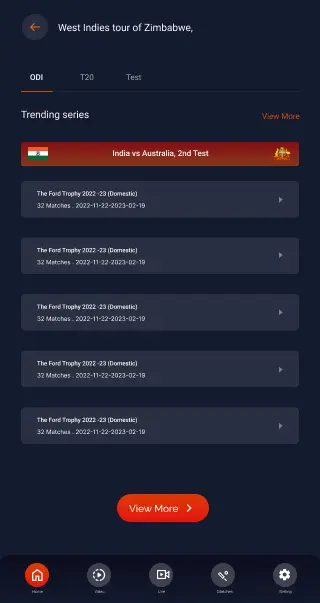 West Indies tour of Zimbabwe,
ODI
T20
Test
Trending series
View More
India vs Australia, 2nd Test
The Ford Trophy 2022 -23 (Domestic)
32 Matches . 2022-11-22-2023-02-19
The Ford Trophy 2022 -23 (Domestic)
32 Matches . 2022-11-22-2023-02-19
The Ford Trophy 2022 -23 (Domestic)
32 Matches . 2022-11-22-2023-02-19
The Ford Trophy 2022 -23 (Domestic)
32 Matches . 2022-11-22-2023-02-19
The Ford Trophy 2022 -23 (Domestic)
32 Matches . 2022-11-22-2023-02-19
View More
Home
Video
Live
Matches
Setting